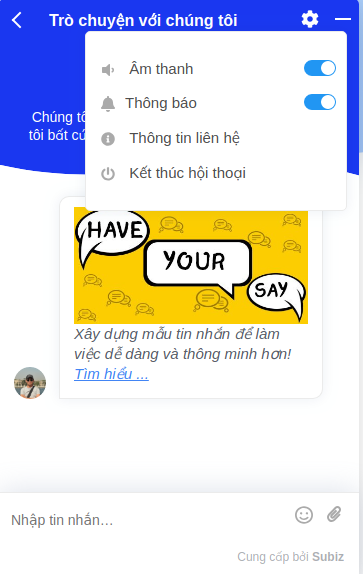 Trò chuyện với chúng tôi
Âm thanh
Thông báo
Thông tin liên hệ
Kết thúc hội thoại
Chúng tô
tôi bất cú
HAVE
YOUR
SAY
Xây dựng mẫu tin nhắn để làm
việc dễ dàng và thông minh hơn!
Tìm hiểu ...
Nhập tin nhắn...
Cung cấp bởi Subiz